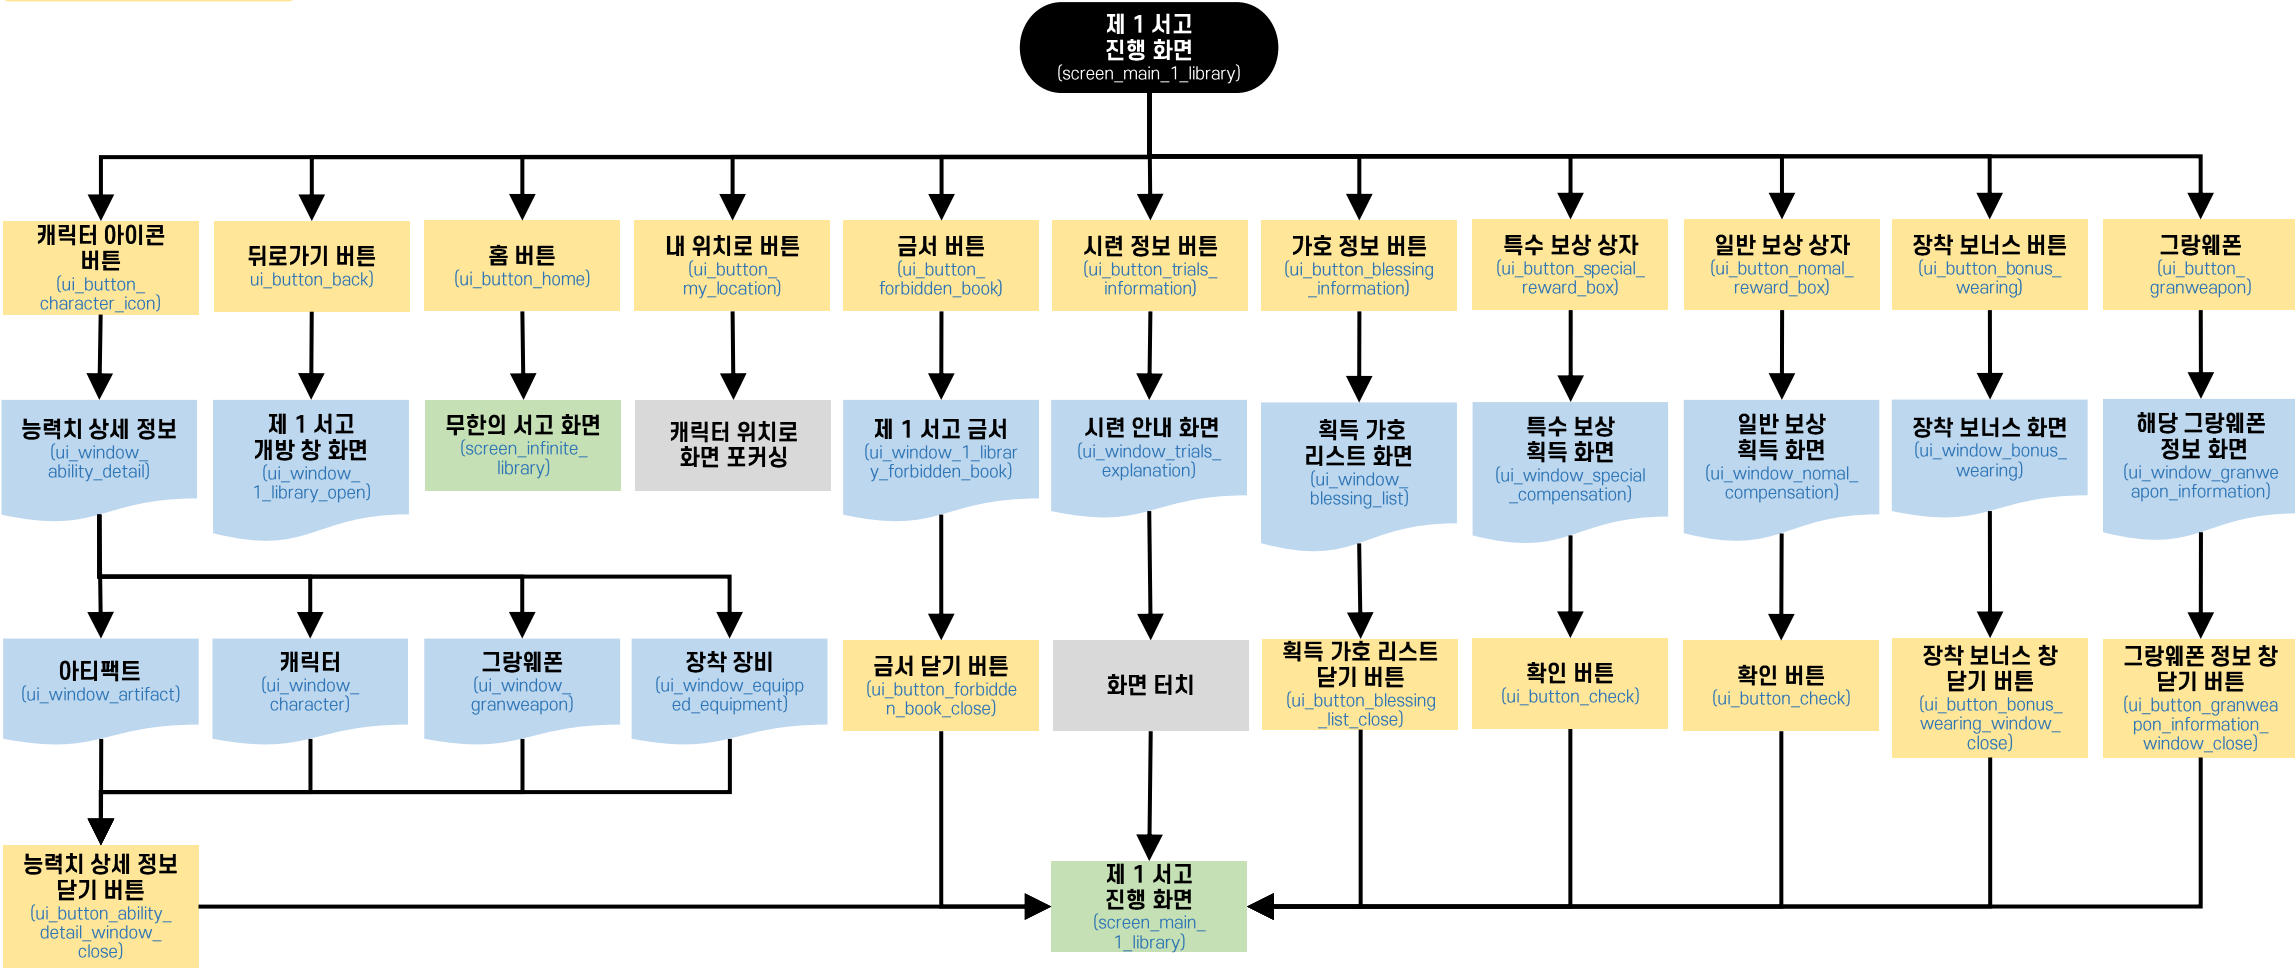 제 1 서고
진행 화면
(screen_main_1_library)
캐릭터 아이콘
버튼
(ui_button_
character_icon)
뒤로가기 버튼
ui_button_back)
홈 버튼
(ui_button_home)
내 위치로 버튼
(ui_button_
my_location)
금서 버튼
(ui_button_
forbidden_book)
시련 정보 버튼
(ui_button_trials_
information)
가호 정보 버튼
(ui_button_blessing
_information)
특수 보상 상자
(ui_button_special_
reward_box)
일반 보상 상자
(ui_button_nomal_
reward_box)
장착 보너스 버튼
(ui_button_bonus_
wearing)
그랑웨폰
(ui_button_
granweapon)
능력치 상세 정보
(ui_window_
ability_detail)
제 1 서고
개방 창 화면
(ui_window_
1_library_open)
무한의 서고 화면
(screen_infinite_
library)
캐릭터 위치로
화면 포커싱
제 1 서고 금서
(ui_window_1_librar
y_forbidden_book)
시련 안내 화면
(ui_window_trials_
explanation)
획득 가호
리스트 화면
(ui_window_
blessing_list)
특수 보상
획득 화면
(ui_window_special
_compensation)
일반 보상
획득 화면
(ui_window_nomal_
compensation)
장착 보너스 화면
(ui_window_bonus_
wearing)
해당 그랑웨폰
정보 화면
(ui_window_granwe
apon_information)
아티팩트
(ui_window_artifact)
캐릭터
(ui_window_
character)
그랑웨폰
(ui_window_
granweapon)
장착 장비
(ui_window_equipp
ed_equipment)
금서 닫기 버튼
(ui_button_forbidde
n_book_close)
화면 터치
획득 가호 리스트
닫기 버튼
(ui_button_blessing
_list_close)
확인 버튼
(ui_button_check)
확인 버튼
(ui_button_check)
장착 보너스 창
닫기 버튼
(ui_button_bonus_
wearing_window_
close)
그랑웨폰 정보 창
닫기 버튼
(ui_button_granwea
pon_information_
window_close)
능력치 상세 정보
닫기 버튼
(ui_button_ability_
detail_window_
close)
제 1 서고
진행 화면
(screen_main_
1_library)